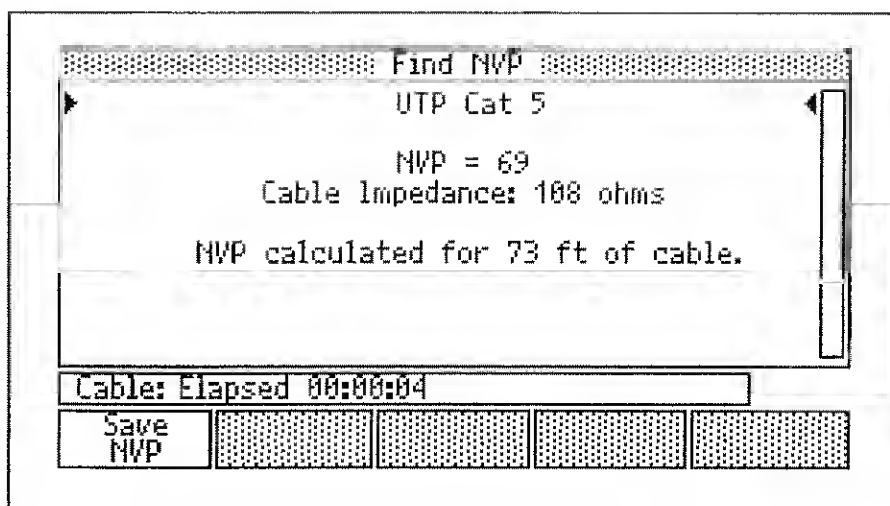 Find NVP
UTP Cat 5
NVP = 69
Cable Impedance: 108 ohms
NVP calculated for 73 ft of cable.
Cable: Elapsed 00:00:04
Save
NVP